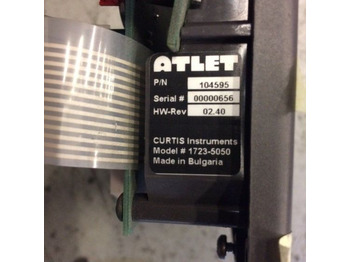 ATLET
P/N 104595
Serial # 00000656
HW-Rev 02.40
CURTIS Instruments
Model # 1723-5050
Made in Bulgaria